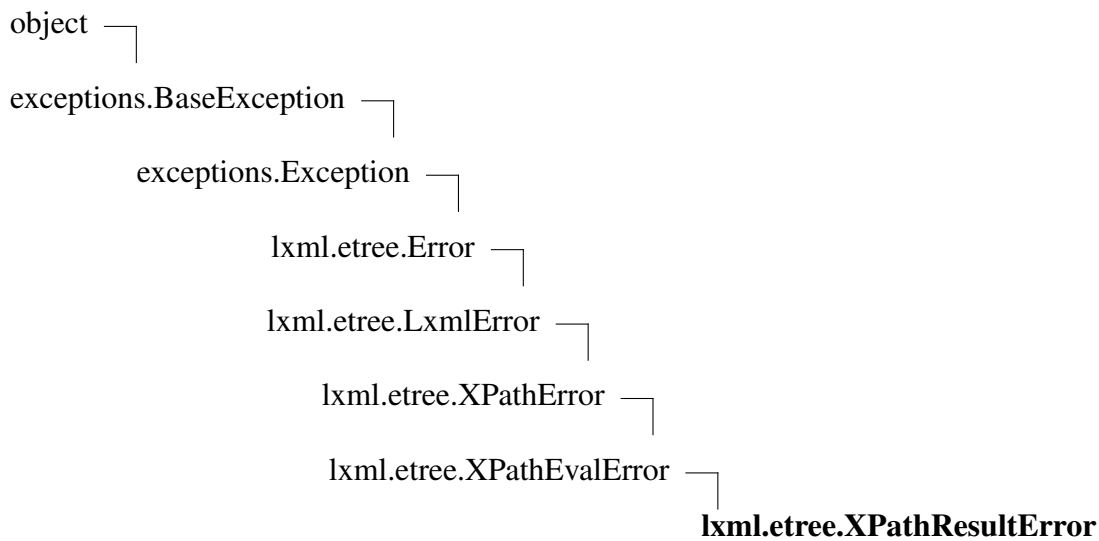 object
exceptions.BaseException
exceptions.Exception
lxml.etree.Error
lxml.etree.LxmlError
lxml.etree.XPathError
lxml.etree.XPathEvalError
lxml.etree.XPathResultError